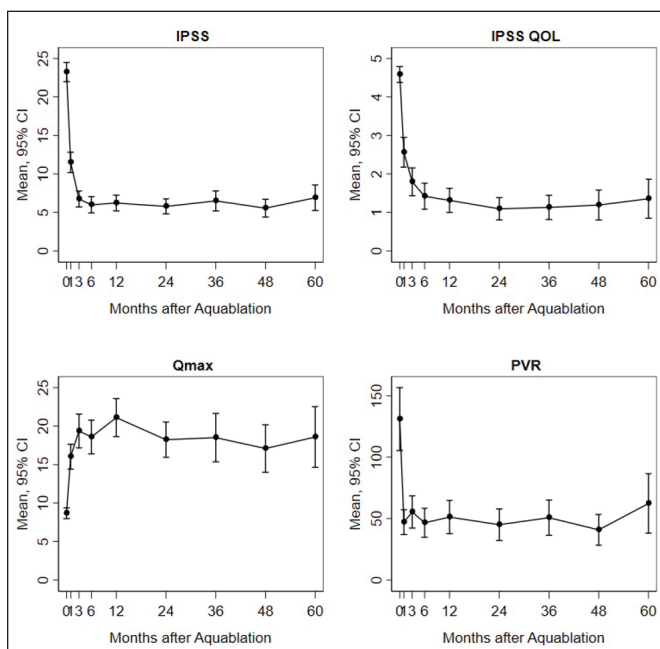 IPSS
25
20
15
10
5
0
Mean, 95% CI
0 1 3 6 12 24 36 48 60
Months after Aquablation
IPSS QOL
5
4
3
2
1
0
Mean, 95% CI
0 1 3 6 12 24 36 48 60
Months after Aquablation
Qmax
25
20
15
10
5
0
Mean, 95% CI
0 1 3 6 12 24 36 48 60
Months after Aquablation
PVR
150
100
50
0
Mean, 95% CI
0 1 3 6 12 24 36 48 60
Months after Aquablation